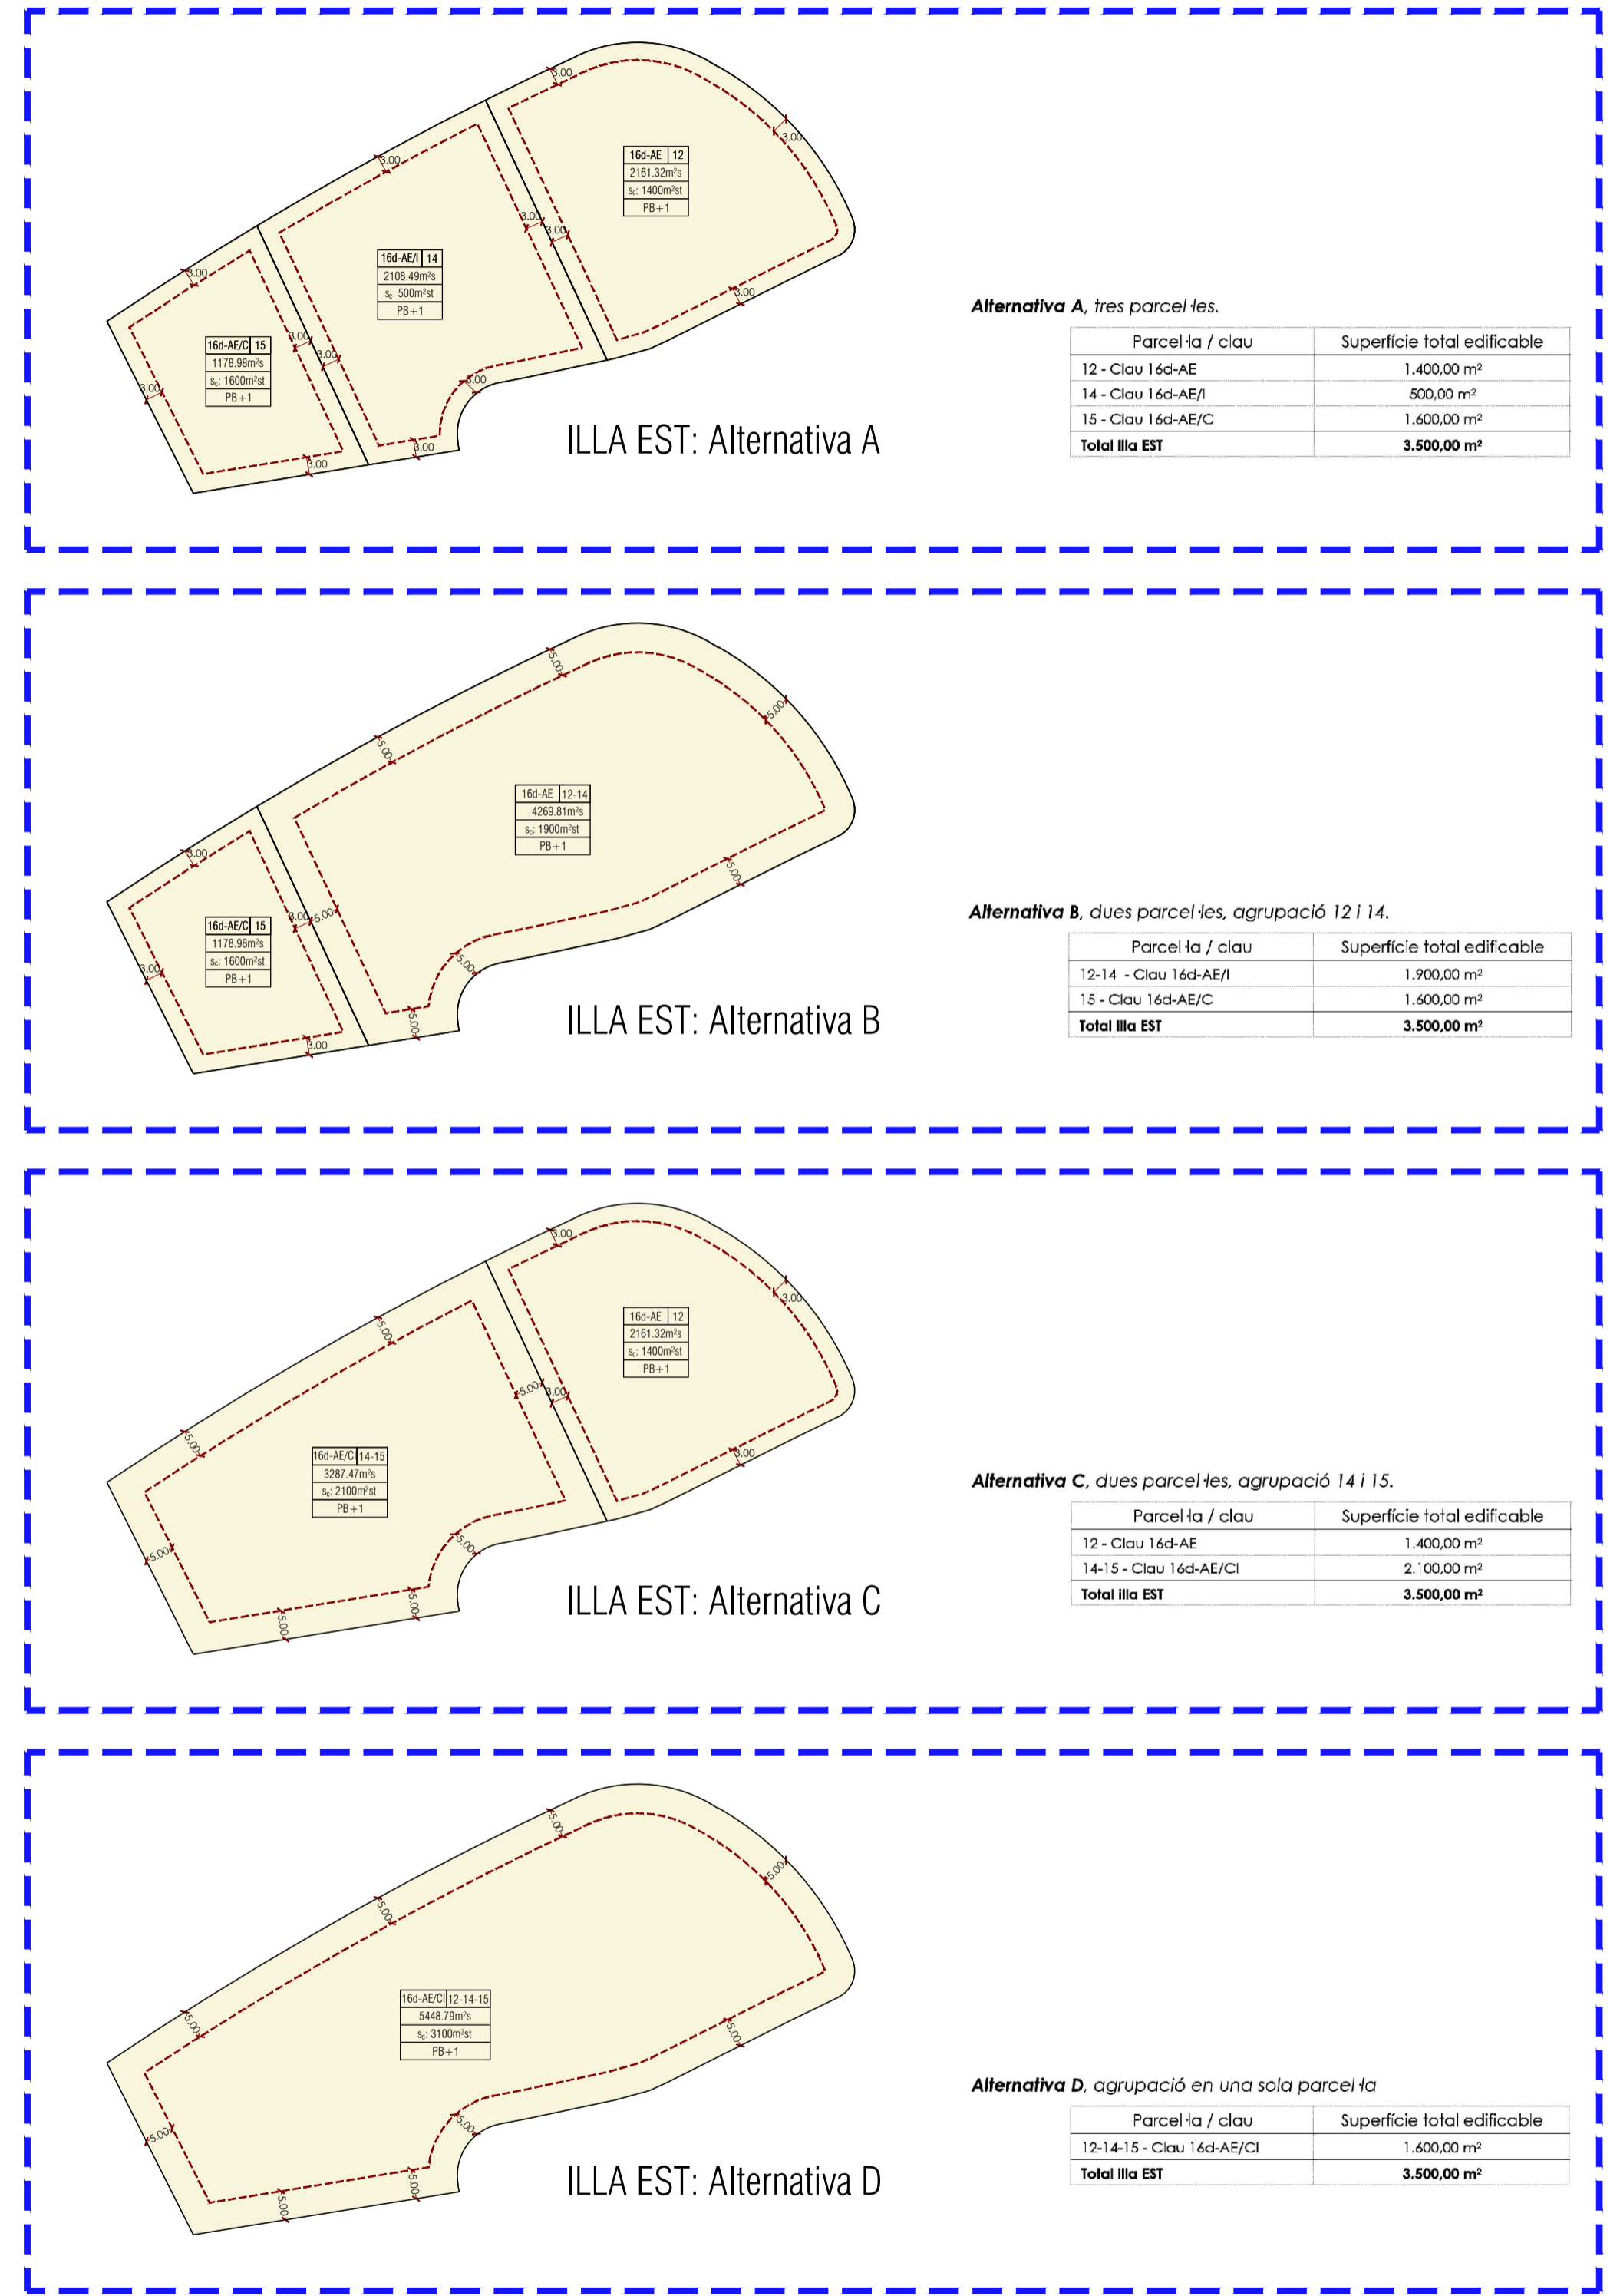 3.00
3.00
16d-AE 12
2161.32m²s
sc: 1400m²st
PB+1
3.00
3.00
3.00
3.00
16d-AE/I 14
2108.49m²s
sc: 500m²st
PB+1
3.00
3.00
3.00
16d-AE/C 15
1178.98m²s
sc: 1600m²st
PB+1
3.00
3.00
3.00
3.00
ILLA EST: Alternativa A
Alternativa A, tres parcel·les.
Parcel·la / clau Superfície total edificable
12 - Clau 16d-AE 1.400,00 m²
14 - Clau 16d-AE/I 500,00 m²
15 - Clau 16d-AE/C 1.600,00 m²
Total illa EST 3.500,00 m²
5.00
5.00
5.00
16d-AE 12-14
4269.81m²s
sc: 1900m²st
PB+1
3.00
5.00
3.00
5.00
16d-AE/C 15
1178.98m²s
sc: 1600m²st
PB+1
3.00
5.00
5.00
3.00
ILLA EST: Alternativa B
Alternativa B, dues parcel·les, agrupació 12 i 14.
Parcel·la / clau Superfície total edificable
12-14 - Clau 16d-AE/I 1.900,00 m²
15 - Clau 16d-AE/C 1.600,00 m²
Total illa EST 3.500,00 m²
3.00
3.00
5.00
16d-AE 12
2161.32m²s
sc: 1400m²st
PB+1
5.00
3.00
5.00
3.00
16d-AE/CI 14-15
3287.47m²s
sc: 2100m²st
PB+1
5.00
5.00
5.00
5.00
ILLA EST: Alternativa C
Alternativa C, dues parcel·les, agrupació 14 i 15.
Parcel·la / clau Superfície total edificable
12 - Clau 16d-AE 1.400,00 m²
14-15 - Clau 16d-AE/CI 2.100,00 m²
Total illa EST 3.500,00 m²
5.00
5.00
5.00
5.00
16d-AE/CI 12-14-15
5448.79m²s
sc: 3100m²st
PB+1
5.00
5.00
5.00
5.00
5.00
ILLA EST: Alternativa D
Alternativa D, agrupació en una sola parcel·la
Parcel·la / clau Superfície total edificable
12-14-15 - Clau 16d-AE/CI 1.600,00 m²
Total illa EST 3.500,00 m²